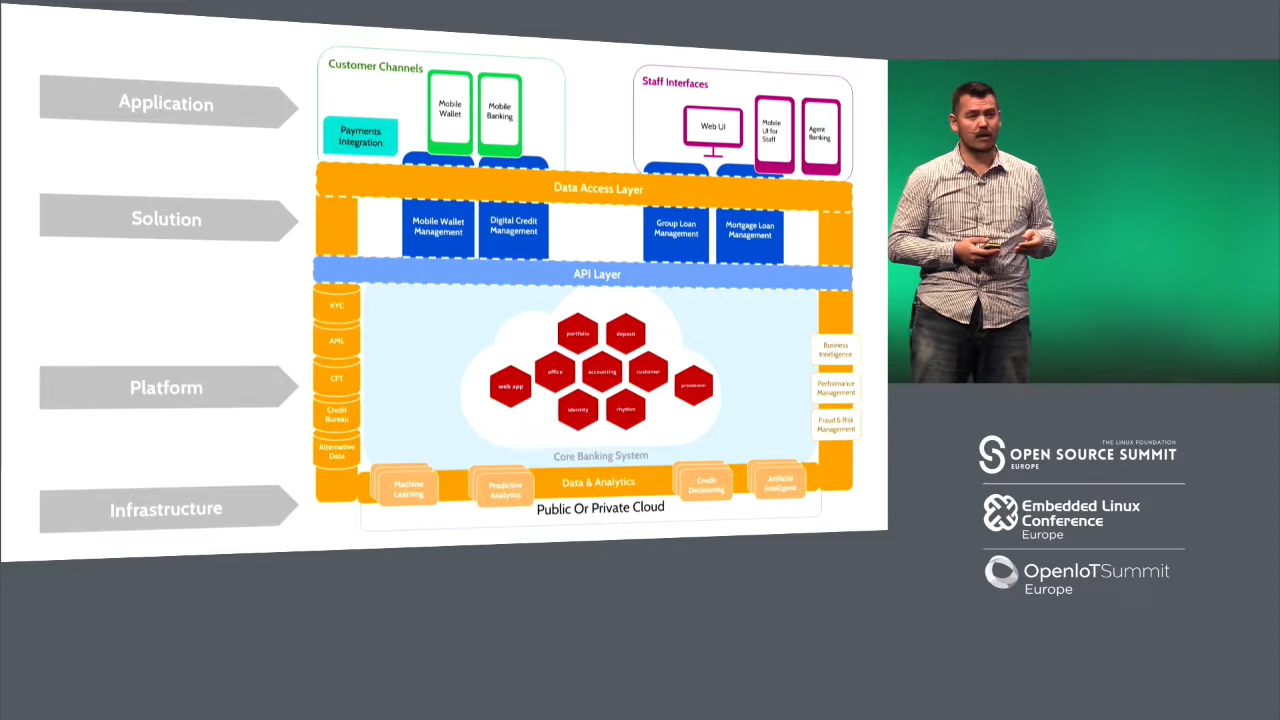 Application
Solution
Platform
Infrastructure
Customer Channels
Mobile
Wallet
Mobile
Banking
Payments
Integration
Staff Interfaces
Web UI
Mobile
UI for
Staff
Agent
Banking
Data Access Layer
Mobile Wallet
Management
Digital Credit
Management
Group Loan
Management
Mortgage Loan
Management
API Layer
KYC
AML
CFT
Credit
Bureau
Alternative
Data
portfolio
deposit
office
accounting
customer
web app
provisioner
identity
rhythm
Business
Intelligence
Performance
Management
Fraud & Risk
Management
Core Banking System
Machine
Learning
Predictive
Analytics
Data & Analytics
Credit
Decisioning
Artificial
Intelligene
Public Or Private Cloud
THE LINUX FOUNDATION
OPEN SOURCE SUMMIT
EUROPE
Embedded Linux
Conference
Europe
OpenIoTSummit
Europe